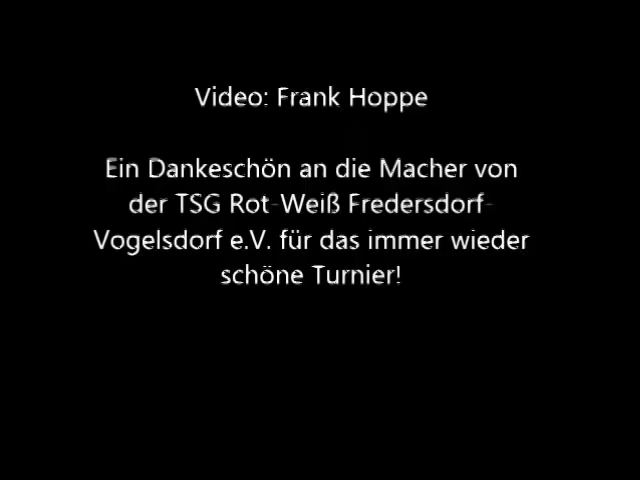 Video: Frank Hoppe
Ein Dankeschön an die Macher von
der TSG Rot-Weiß Fredersdorf-
Vogelsdorf e.V. für das immer wieder
schöne Turnier!